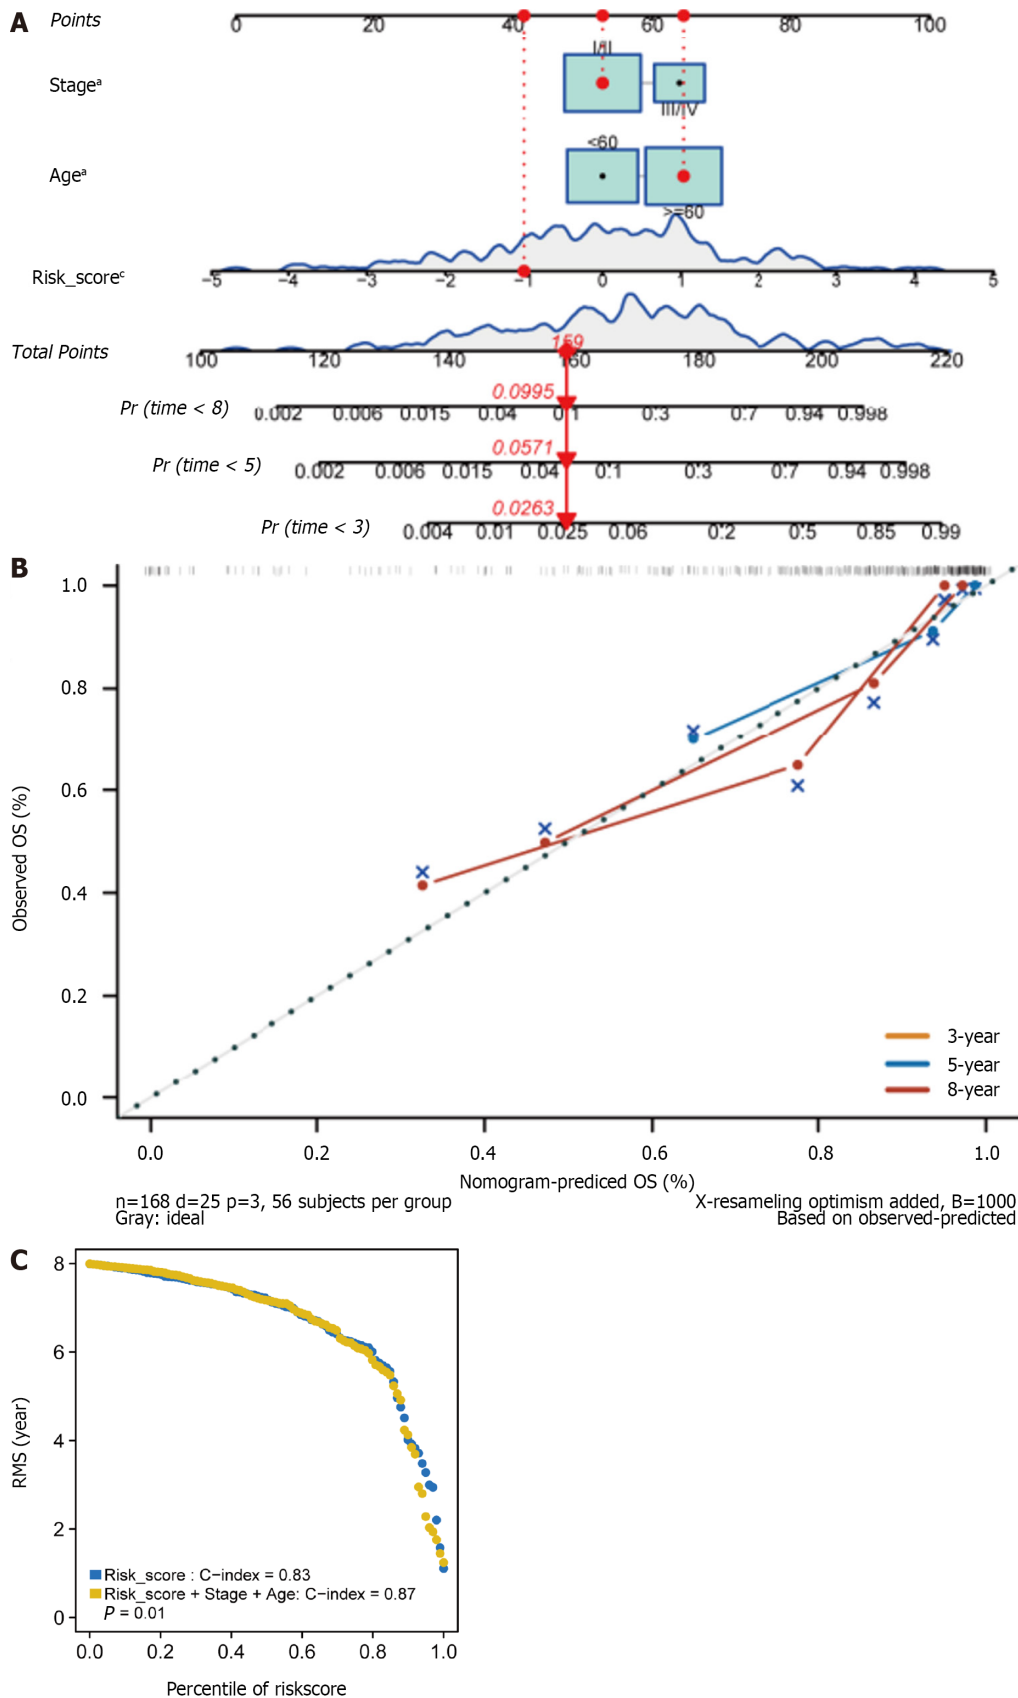 A
Points
0 20 40 60 80 100
I/II
Stageª
III/IV
<60
Ageª
>=60
Risk_scoreᶜ
-5 -4 -3 -2 -1 0 1 2 3 4 5
159
Total Points
100 120 140 160 180 200 220
0.0995
Pr (time < 8)
0.002 0.006 0.015 0.04 0.1 0.3 0.7 0.94 0.998
0.0571
Pr (time < 5)
0.002 0.006 0.015 0.04 0.1 0.3 0.7 0.94 0.998
0.0263
Pr (time < 3)
0.004 0.01 0.025 0.06 0.2 0.5 0.85 0.99
B
1.0
0.8
0.6
0.4
0.2
0.0
Observed OS (%)
3-year
5-year
8-year
0.0 0.2 0.4 0.6 0.8 1.0
Nomogram-prediced OS (%)
n=168 d=25 p=3, 56 subjects per group
Gray: ideal
X-resameling optimism added, B=1000
Based on observed-predicted
C
8
6
4
2
0
RMS (year)
Risk_score : C-index = 0.83
Risk_score + Stage + Age: C-index = 0.87
P = 0.01
0.0 0.2 0.4 0.6 0.8 1.0
Percentile of riskscore